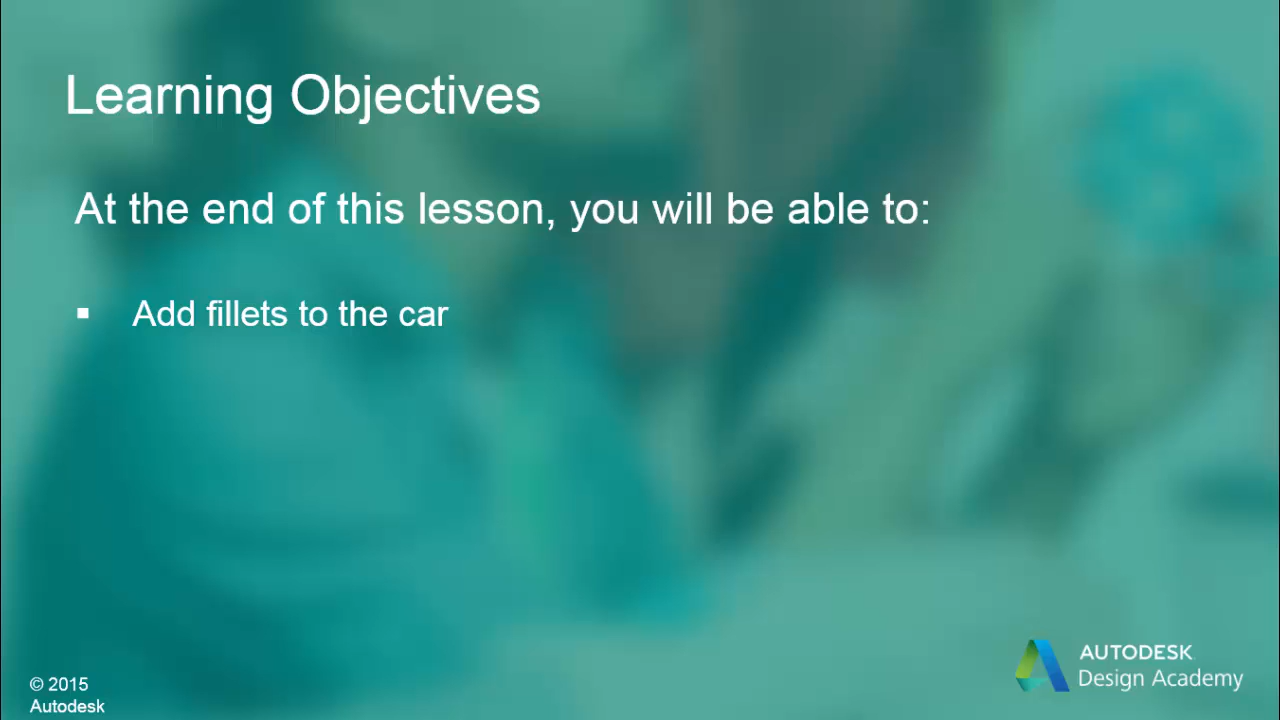 Learning Objectives
At the end of this lesson, you will be able to:
▪ Add fillets to the car
© 2015
Autodesk
AUTODESK
Design Academy